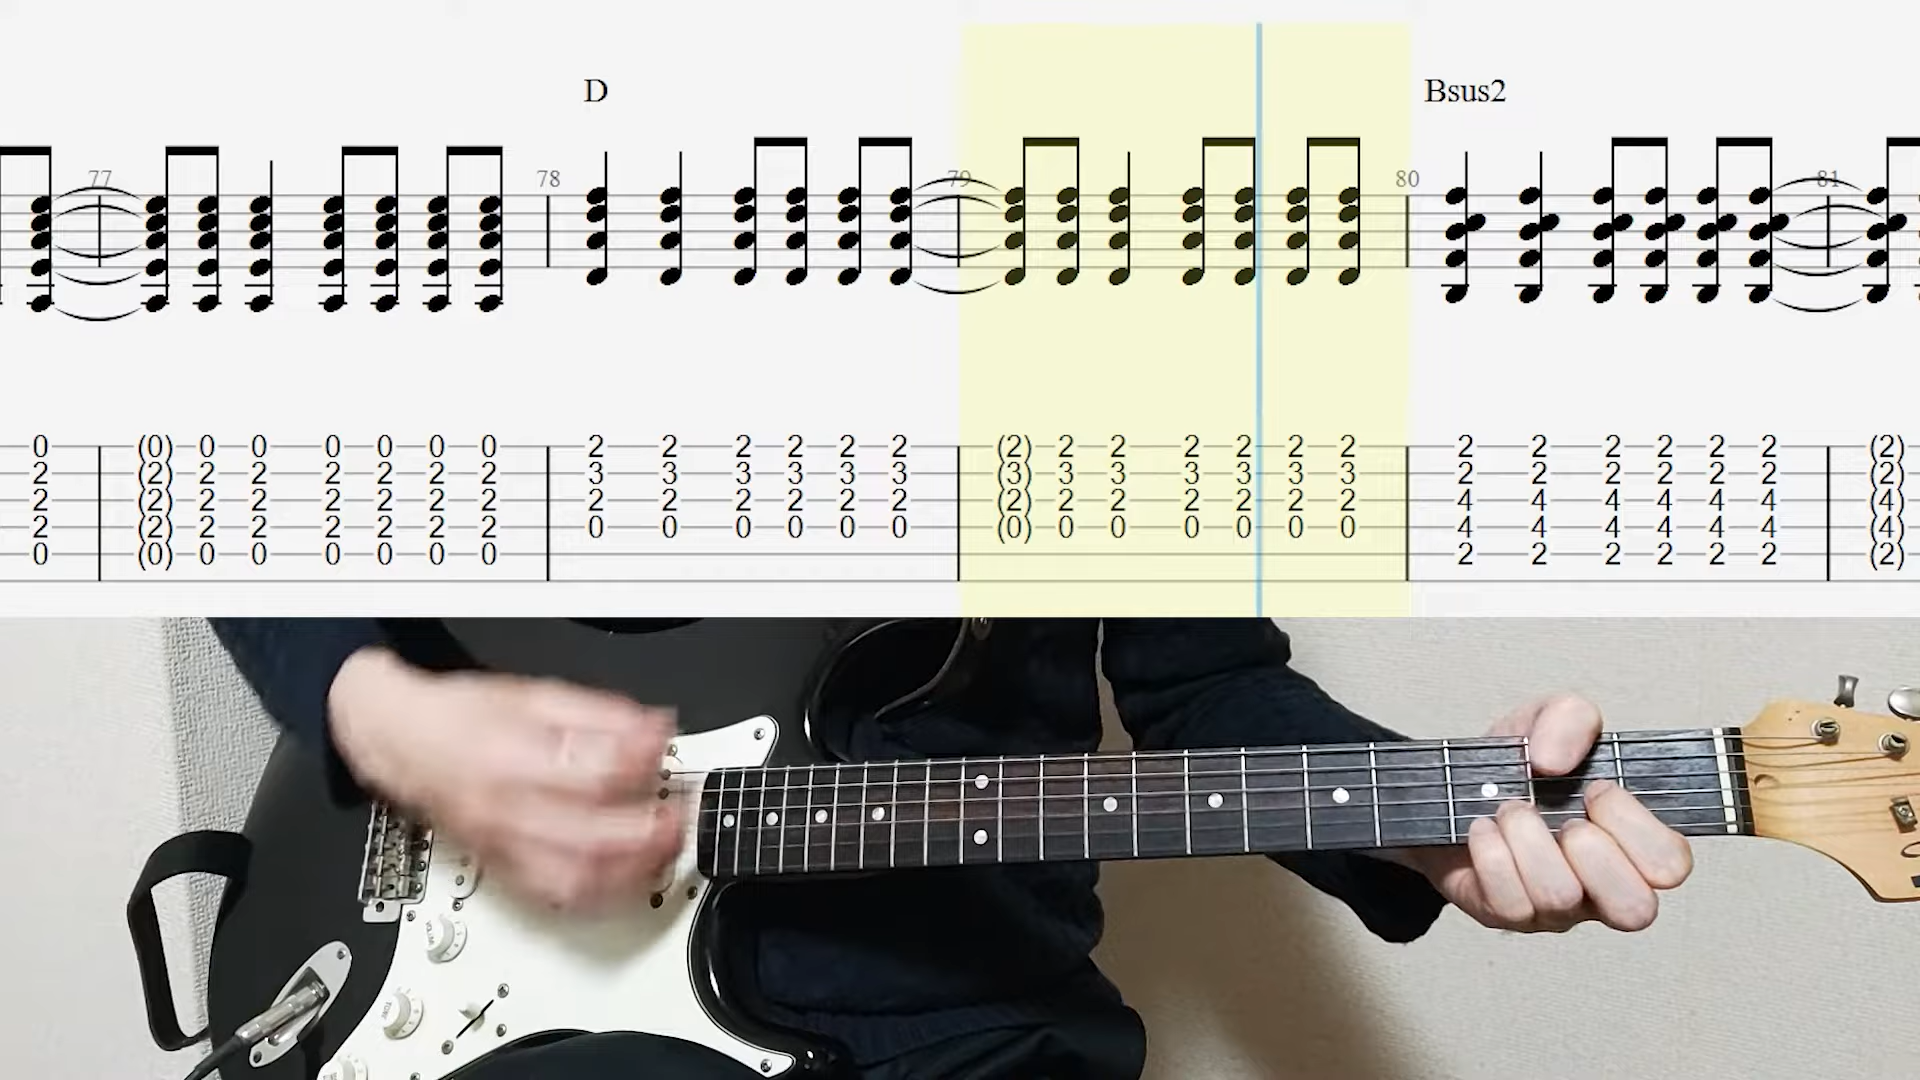 D Bsus2
77 78 79 80 81
0 (0) 0 0 0 0 0 0 2 2 2 2 2 2 (2) 2 2 2 2 2 2 2 2 2 2 2 2 (2)
2 (2) 2 2 2 2 2 2 3 3 3 3 3 3 (3) 3 3 3 3 3 3 2 2 2 2 2 2 (2)
2 (2) 2 2 2 2 2 2 2 2 2 2 2 2 (2) 2 2 2 2 2 2 4 4 4 4 4 4 (4)
2 (2) 2 2 2 2 2 2 0 0 0 0 0 0 (0) 0 0 0 0 0 0 4 4 4 4 4 4 (4)
0 (0) 0 0 0 0 0 0 2 2 2 2 2 2 (2)
VOLUME
TONE